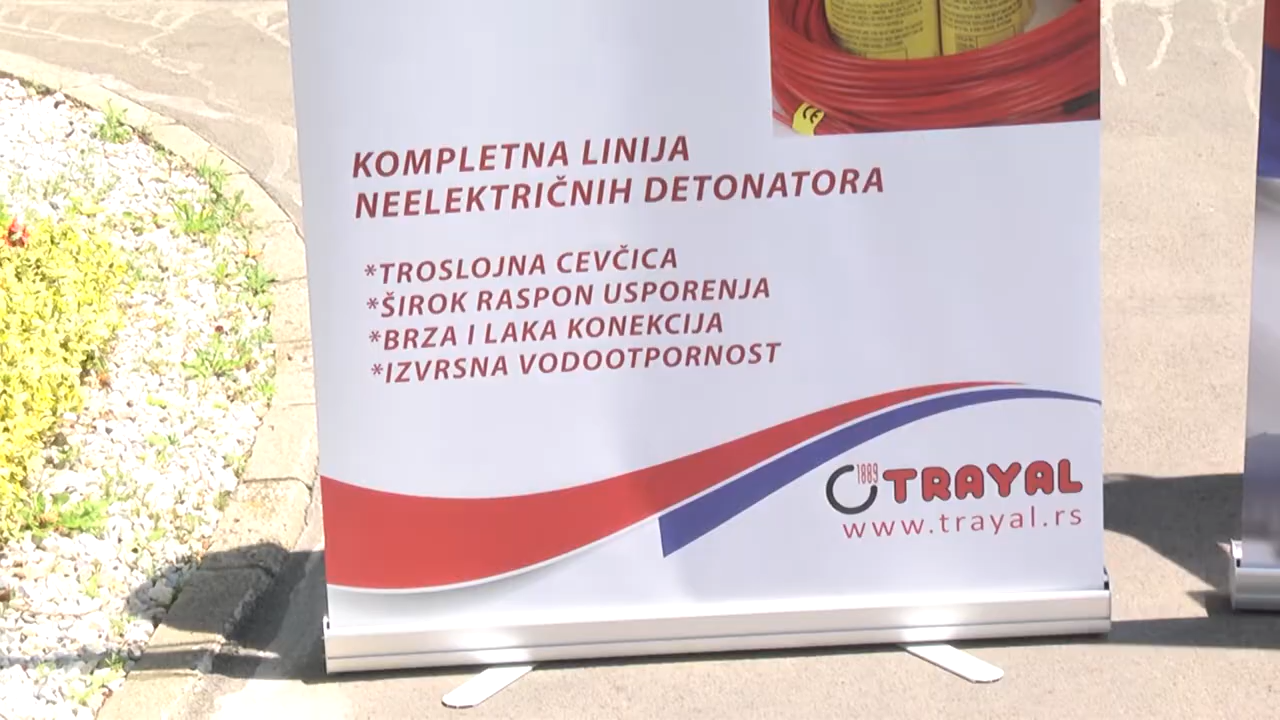 CE
KOMPLETNA LINIJA
NEELEKTRIČNIH DETONATORA
*TROSLOJNA CEVČICA
*ŠIROK RASPON USPORENJA
*BRZA I LAKA KONEKCIJA
*IZVRSNA VODOOTPORNOST
1889 TRAYAL
www.trayal.rs